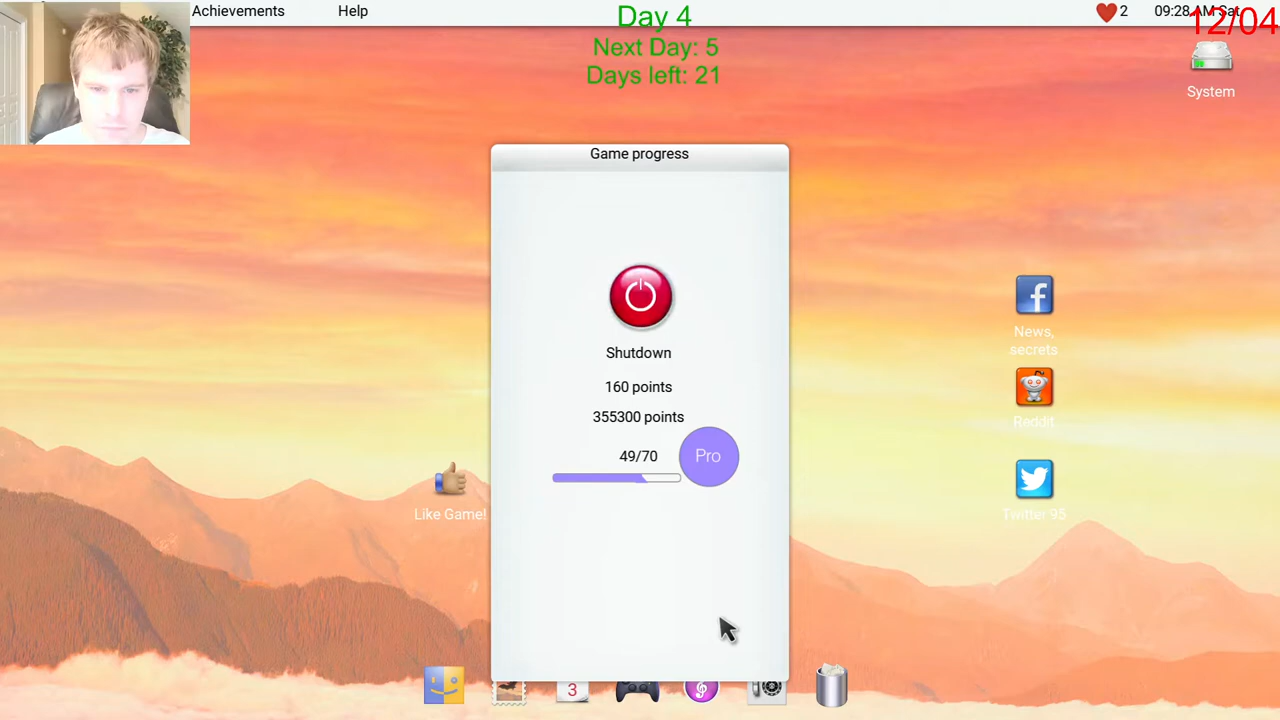 Achievements
Help
Day 4
Next Day: 5
Days left: 21
2
09:28 AM Sat
12/04
System
Game progress
Shutdown
160 points
355300 points
49/70
Pro
News,
secrets
Reddit
Twitter 95
Like Game!
3